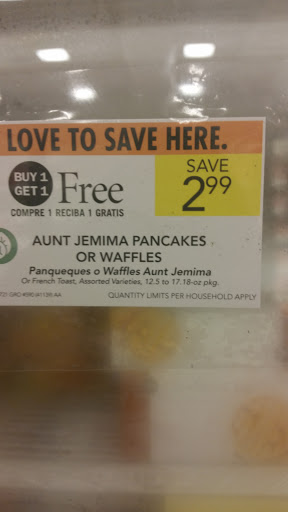 LOVE TO SAVE HERE.
BUY 1
GET 1
Free
COMPRE 1 RECIBA 1 GRATIS
SAVE
2.99
AUNT JEMIMA PANCAKES
OR WAFFLES
Panqueques o Waffles Aunt Jemima
Or French Toast, Assorted Varieties, 12.5 to 17.18-oz pkg.
QUANTITY LIMITS PER HOUSEHOLD APPLY